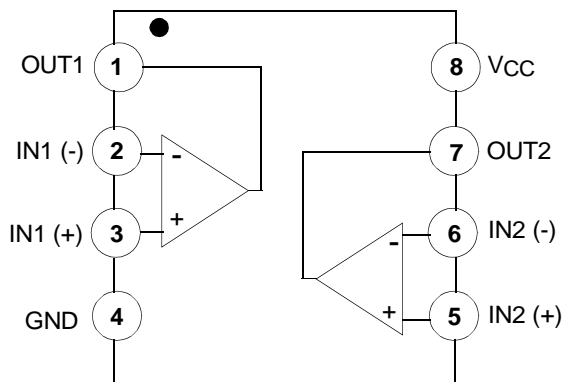 OUT1 1 8 VCC
IN1 (-) 2 - 7 OUT2
IN1 (+) 3 + - 6 IN2 (-)
GND 4 + 5 IN2 (+)